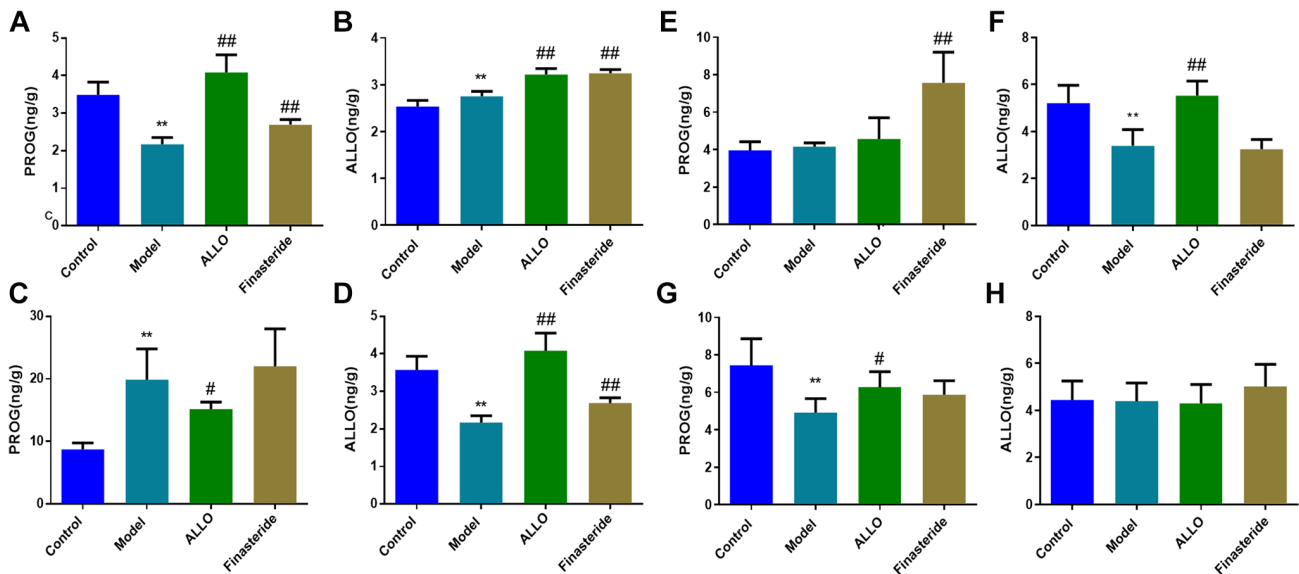 A
PROG(ng/g)
5
4
3
2
1
0
C
**
##
##
Control
Model
ALLO
Finasteride
B
ALLO(ng/g)
4
3
2
1
0
**
##
##
Control
Model
ALLO
Finasteride
E
PROG(ng/g)
10
8
6
4
2
0
##
Control
Model
ALLO
Finasteride
F
ALLO(ng/g)
8
6
4
2
0
**
##
Control
Model
ALLO
Finasteride
C
PROG(ng/g)
30
20
10
0
**
#
Control
Model
ALLO
Finasteride
D
ALLO(ng/g)
5
4
3
2
1
0
**
##
##
Control
Model
ALLO
Finasteride
G
PROG(ng/g)
10
8
6
4
2
0
**
#
Control
Model
ALLO
Finasteride
H
ALLO(ng/g)
8
6
4
2
0
Control
Model
ALLO
Finasteride